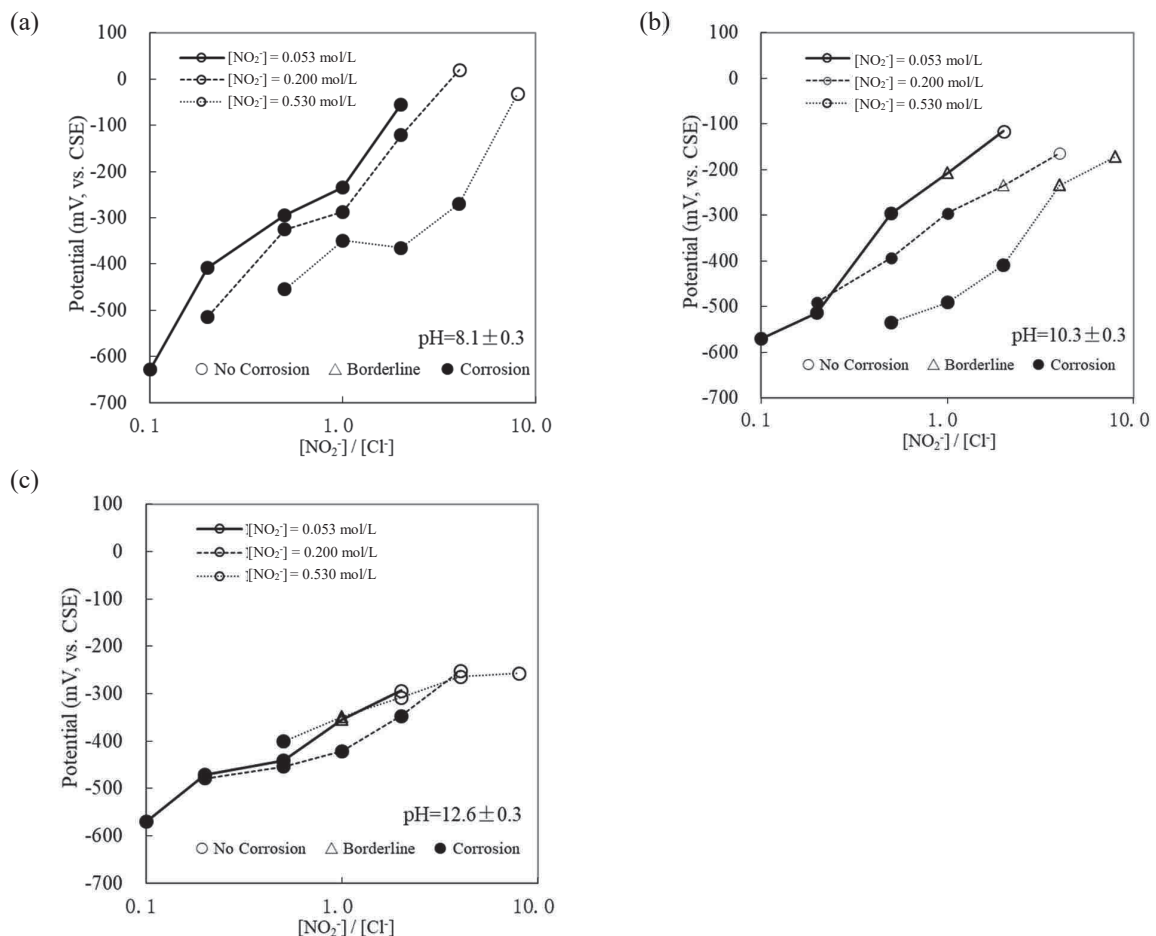 (a)
100
0
-100
-200
-300
-400
-500
-600
-700
Potential (mV, vs. CSE)
[NO₂⁻] = 0.053 mol/L
[NO₂⁻] = 0.200 mol/L
[NO₂⁻] = 0.530 mol/L
pH=8.1±0.3
○ No Corrosion △ Borderline ● Corrosion
0.1 1.0 10.0
[NO₂⁻] / [Cl⁻]
(b)
100
0
-100
-200
-300
-400
-500
-600
-700
Potential (mV, vs. CSE)
[NO₂⁻] = 0.053 mol/L
[NO₂⁻] = 0.200 mol/L
[NO₂⁻] = 0.530 mol/L
pH=10.3±0.3
○ No Corrosion △ Borderline ● Corrosion
0.1 1.0 10.0
[NO₂⁻] / [Cl⁻]
(c)
100
0
-100
-200
-300
-400
-500
-600
-700
Potential (mV, vs. CSE)
[NO₂⁻] = 0.053 mol/L
[NO₂⁻] = 0.200 mol/L
[NO₂⁻] = 0.530 mol/L
pH=12.6±0.3
○ No Corrosion △ Borderline ● Corrosion
0.1 1.0 10.0
[NO₂⁻] / [Cl⁻]